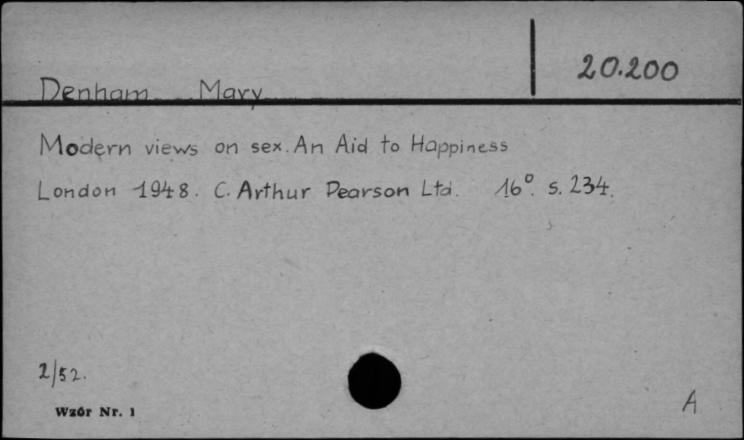 20.200
Denham Mary
Modern views on sex. An Aid to Happiness
London 1948. C. Arthur Pearson Ltd. 16°. s. 234.
2/52.
Wzór Nr. 1
A